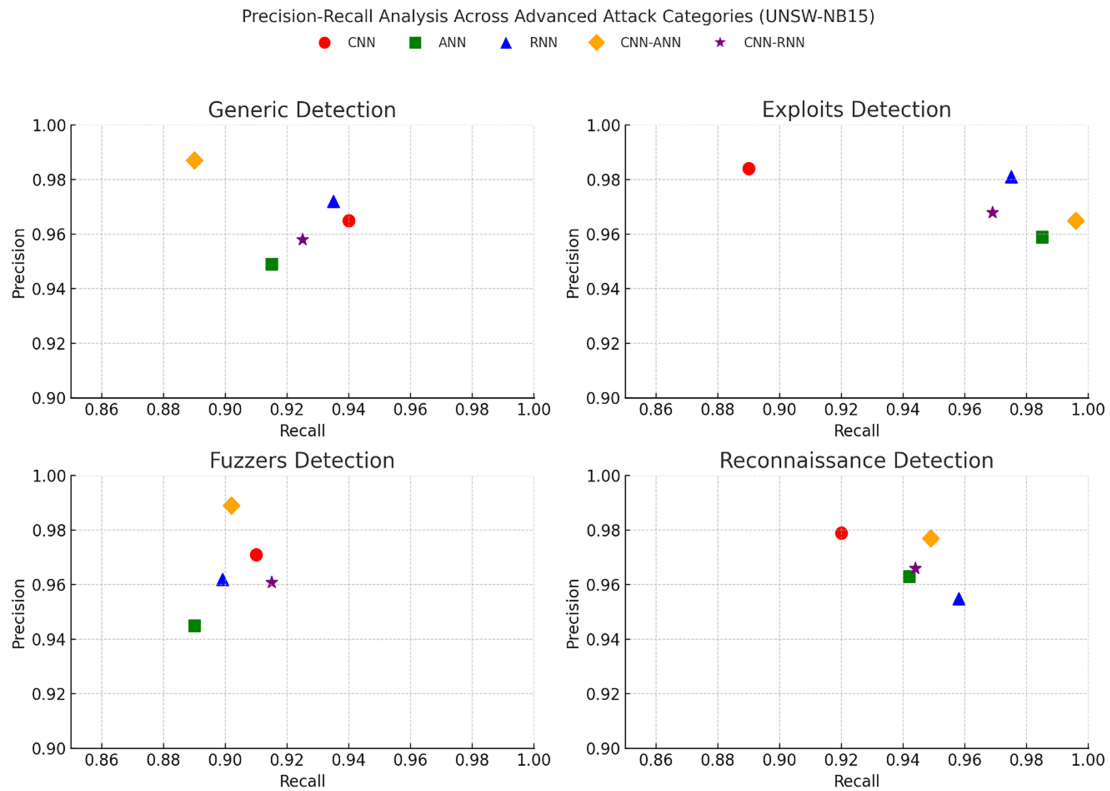 Precision-Recall Analysis Across Advanced Attack Categories (UNSW-NB15)
CNN ANN RNN CNN-ANN CNN-RNN
Generic Detection
1.00
0.98
0.96
0.94
0.92
0.90
Precision
0.86 0.88 0.90 0.92 0.94 0.96 0.98 1.00
Recall
Exploits Detection
1.00
0.98
0.96
0.94
0.92
0.90
Precision
0.86 0.88 0.90 0.92 0.94 0.96 0.98 1.00
Recall
Fuzzers Detection
1.00
0.98
0.96
0.94
0.92
0.90
Precision
0.86 0.88 0.90 0.92 0.94 0.96 0.98 1.00
Recall
Reconnaissance Detection
1.00
0.98
0.96
0.94
0.92
0.90
Precision
0.86 0.88 0.90 0.92 0.94 0.96 0.98 1.00
Recall